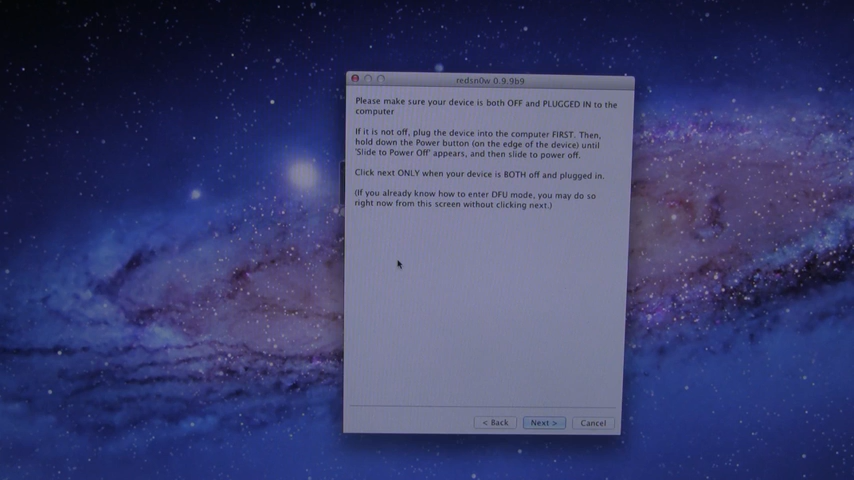 redsn0w 0.9.9b9
Please make sure your device is both OFF and PLUGGED IN to the
computer
If it is not off, plug the device into the computer FIRST. Then,
hold down the Power button (on the edge of the device) until
'Slide to Power Off' appears, and then slide to power off.
Click next ONLY when your device is BOTH off and plugged in.
(If you already know how to enter DFU mode, you may do so
right now from this screen without clicking next.)
< Back
Next >
Cancel